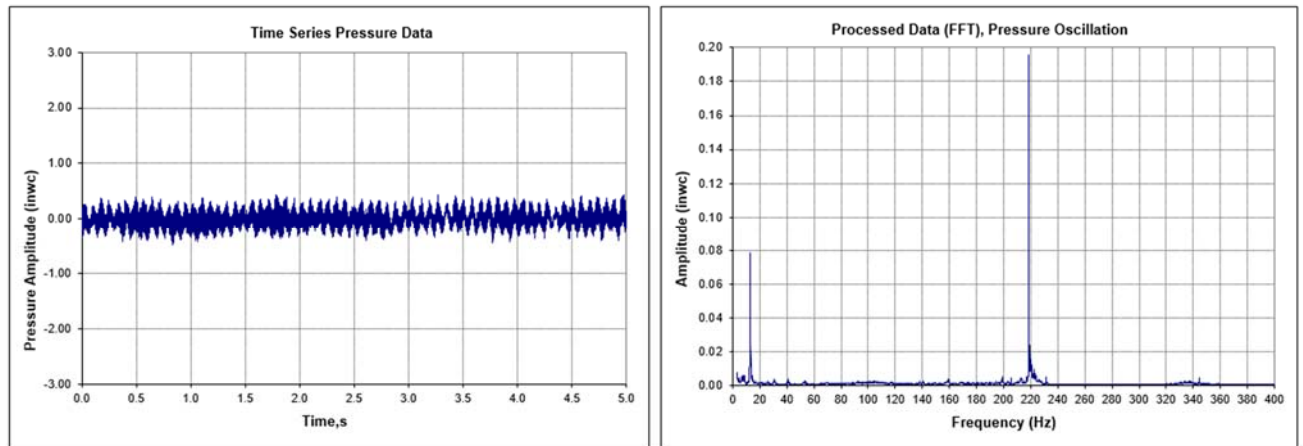 Time Series Pressure Data
3.00
2.00
1.00
0.00
-1.00
-2.00
-3.00
Pressure Amplitude (inwc)
0.0 0.5 1.0 1.5 2.0 2.5 3.0 3.5 4.0 4.5 5.0
Time,s
Processed Data (FFT), Pressure Oscillation
0.20
0.18
0.16
0.14
0.12
0.10
0.08
0.06
0.04
0.02
0.00
Amplitude (inwc)
0 20 40 60 80 100 120 140 160 180 200 220 240 260 280 300 320 340 360 380 400
Frequency (Hz)